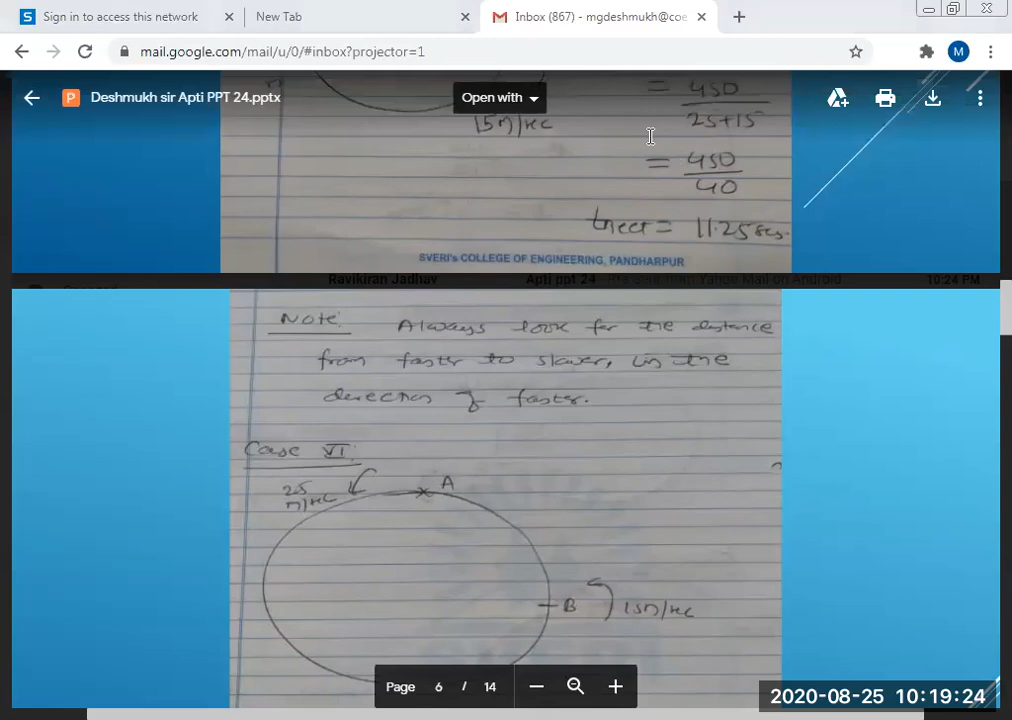 Sign in to access this network
New Tab
Inbox (867) - mgdeshmukh@coe
mail.google.com/mail/u/0/#inbox?projector=1
M
P Deshmukh sir Apti PPT 24.pptx
Open with
= 450
25+15
15m/sec
= 450
40
tmeet = 11.25 sec.
SVERI's COLLEGE OF ENGINEERING, PANDHARPUR
Ravikiran Jadhav Apti ppt 24 10:24 PM
Note: Always look for the distance
from faster to slower, in the
direction of faster.
Case VI
25
m/sec
A
B
15m/sec
Page 6 / 14
2020-08-25 10:19:24